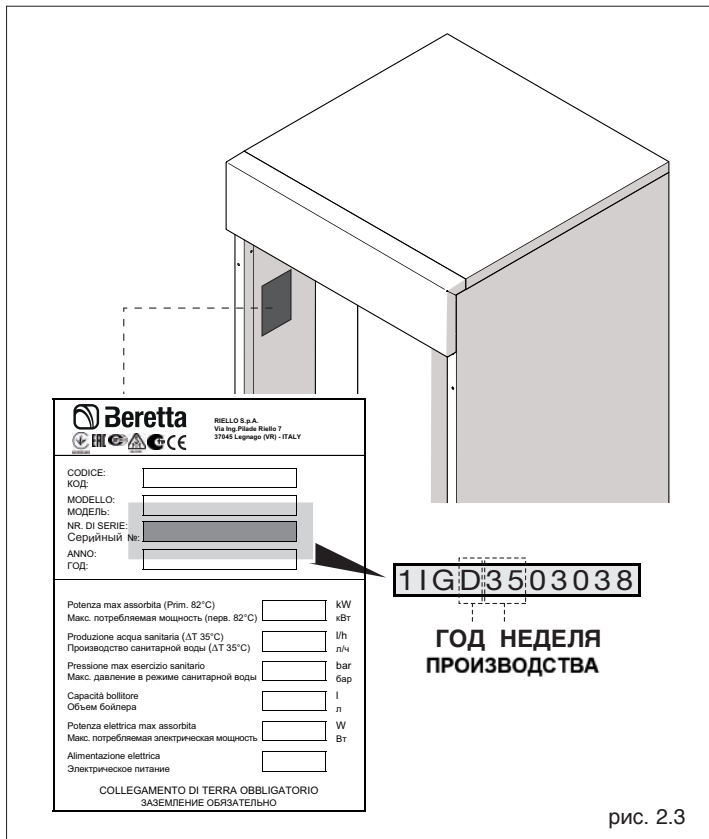 Beretta
RIELLO S.p.A.
Via Ing.Pilade Riello 7
37045 Legnago (VR) - ITALY
EAC
CE
CODICE:
КОД:
MODELLO:
МОДЕЛЬ:
NR. DI SERIE:
Серийный №:
ANNO:
ГОД:
1IGD3503038
ГОД НЕДЕЛЯ
ПРОИЗВОДСТВА
Potenza max assorbita (Prim. 82°C) kW
Макс. потребляемая мощность (перв. 82°C) кВт
Produzione acqua sanitaria (ΔT 35°C) l/h
Производство санитарной воды (ΔT 35°C) л/ч
Pressione max esercizio sanitario bar
Макс. давление в режиме санитарной воды бар
Capacità bollitore l
Объем бойлера л
Potenza elettrica max assorbita W
Макс. потребляемая электрическая мощность Вт
Alimentazione elettrica
Электрическое питание
COLLEGAMENTO DI TERRA OBBLIGATORIO
ЗАЗЕМЛЕНИЕ ОБЯЗАТЕЛЬНО
рис. 2.3